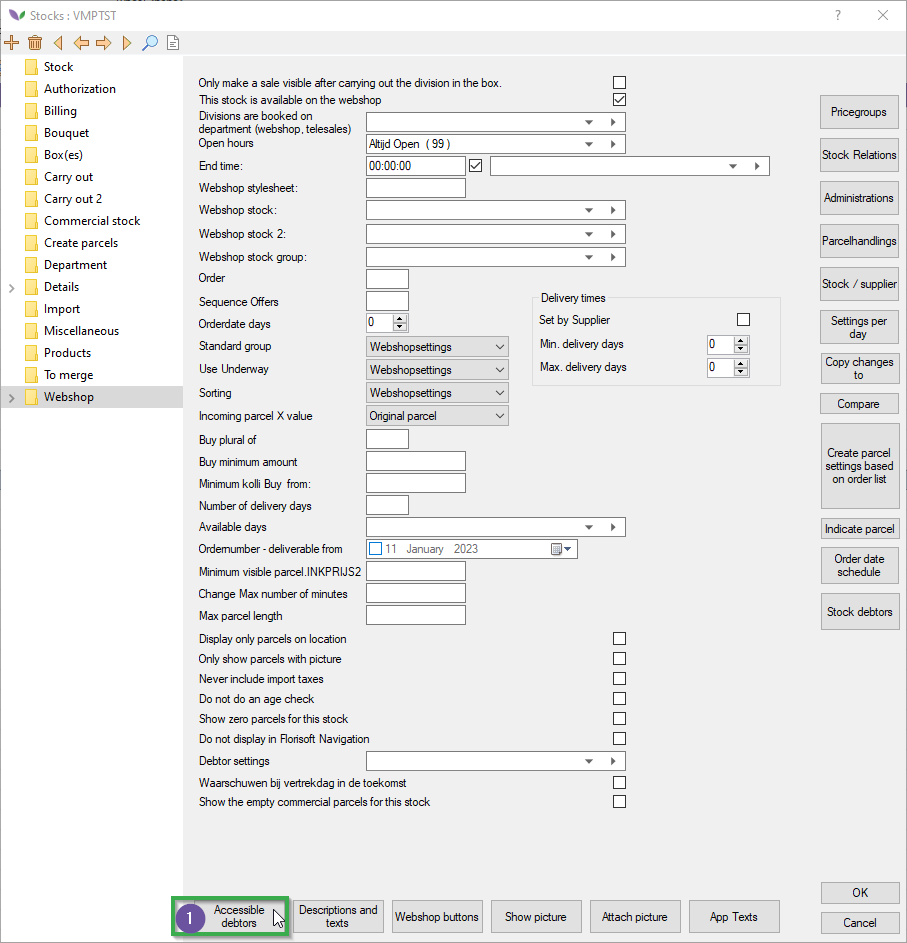 Stocks : VMPTST
?
Stock
Authorization
Billing
Bouquet
Box(es)
Carry out
Carry out 2
Commercial stock
Create parcels
Department
Details
Import
Miscellaneous
Products
To merge
Webshop
Only make a sale visible after carrying out the division in the box.
This stock is available on the webshop
Divisions are booked on
department (webshop, telesales)
Open hours
Altijd Open ( 99 )
End time:
00:00:00
Webshop stylesheet:
Webshop stock:
Webshop stock 2:
Webshop stock group:
Order
Sequence Offers
Orderdate days
0
Standard group
Webshopsettings
Use Underway
Webshopsettings
Sorting
Webshopsettings
Incoming parcel X value
Original parcel
Buy plural of
Buy minimum amount
Minimum kolli Buy from:
Number of delivery days
Available days
Ordernumber - deliverable from
11 January 2023
Minimum visible parcel.INKPRIJS2
Change Max number of minutes
Max parcel length
Display only parcels on location
Only show parcels with picture
Never include import taxes
Do not do an age check
Show zero parcels for this stock
Do not display in Florisoft Navigation
Debtor settings
Waarschuwen bij vertrekdag in de toekomst
Show the empty commercial parcels for this stock
Delivery times
Set by Supplier
Min. delivery days
0
Max. delivery days
0
Pricegroups
Stock Relations
Administrations
Parcelhandlings
Stock / supplier
Settings per
day
Copy changes
to
Compare
Create parcel
settings based
on order list
Indicate parcel
Order date
schedule
Stock debtors
OK
Cancel
1
Accessible
debtors
Descriptions and
texts
Webshop buttons
Show picture
Attach picture
App Texts